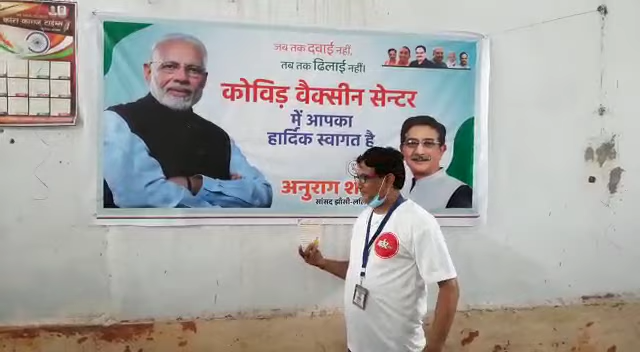 जब तक दवाई नहीं,
तब तक ढिलाई नहीं।
कोविड़ वैक्सीन सेन्टर
में आपका
हार्दिक स्वागत है
अनुराग
सांसद झाँसी